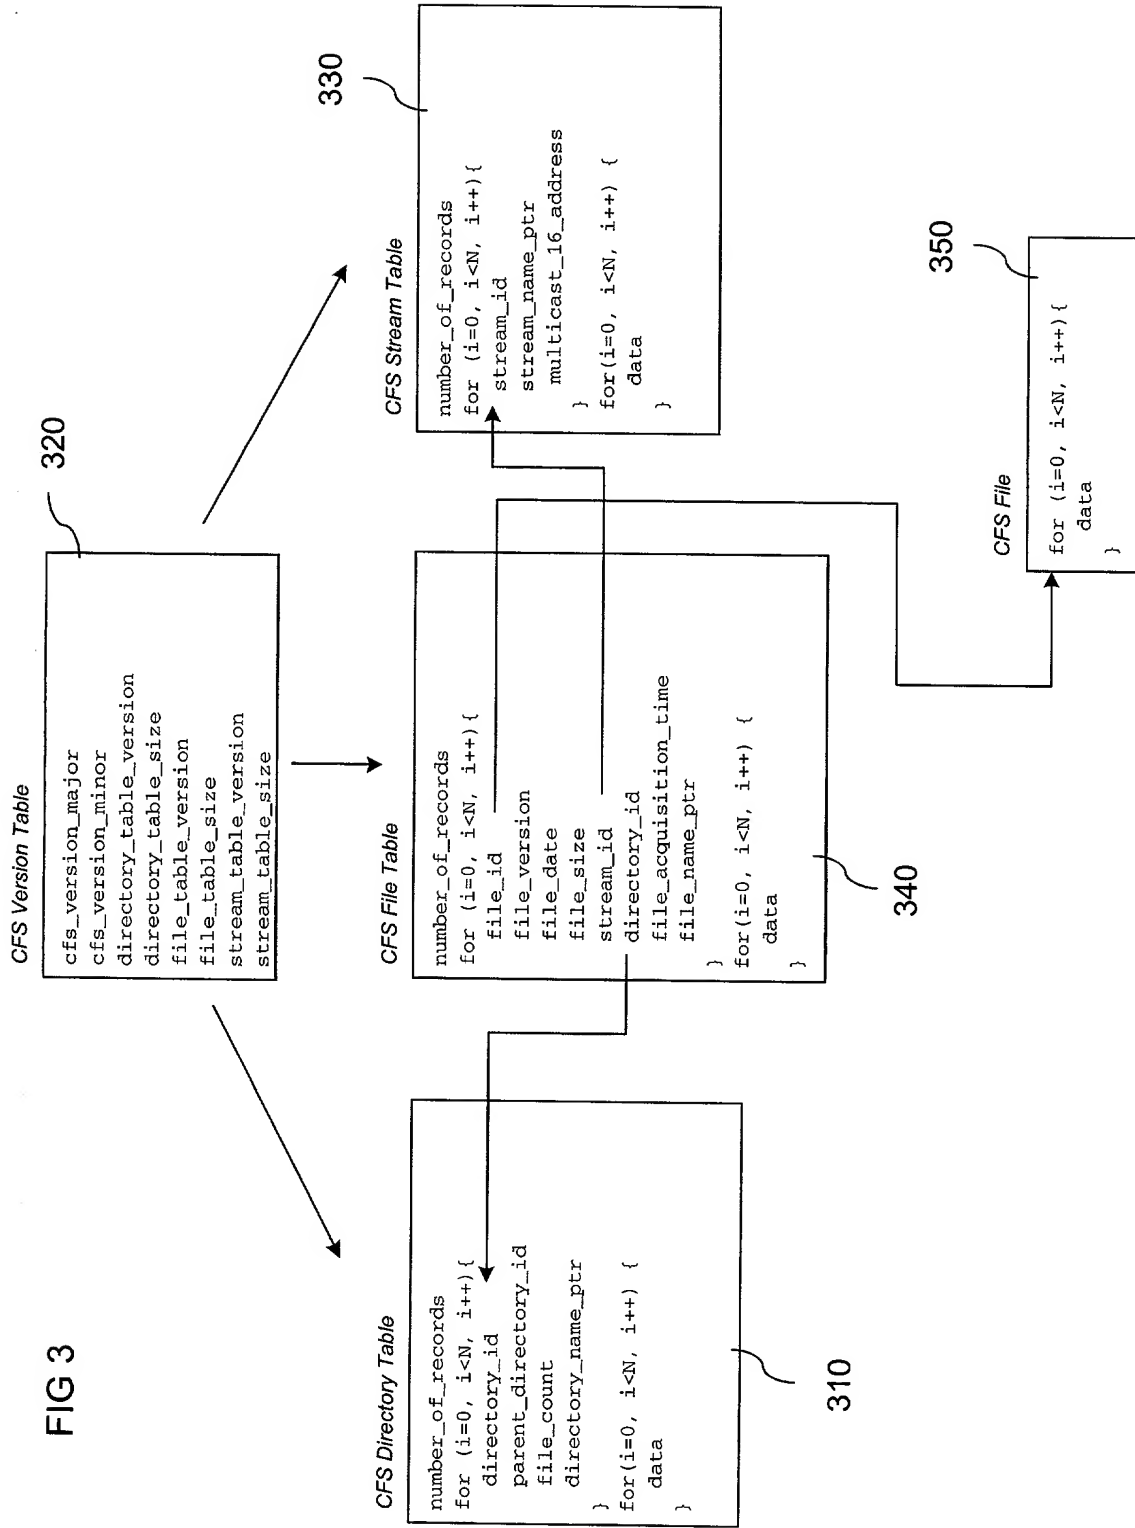 FIG 3
CFS Version Table
320
cfs_version_major
cfs_version_minor
directory_table_version
directory_table_size
file_table_version
file_table_size
stream_table_version
stream_table_size
CFS Directory Table
number_of_records
for (i=0, i<N, i++){
directory_id
parent_directory_id
file_count
directory_name_ptr
}
for(i=0, i<N, i++) {
data
}
310
CFS File Table
number_of_records
for (i=0, i<N, i++){
file_id
file_version
file_date
file_size
stream_id
directory_id
file_acquisition_time
file_name_ptr
}
for(i=0, i<N, i++) {
data
}
340
CFS Stream Table
330
number_of_records
for (i=0, i<N, i++){
stream_id
stream_name_ptr
multicast_16_address
}
for(i=0, i<N, i++) {
data
}
CFS File
350
for (i=0, i<N, i++){
data
}